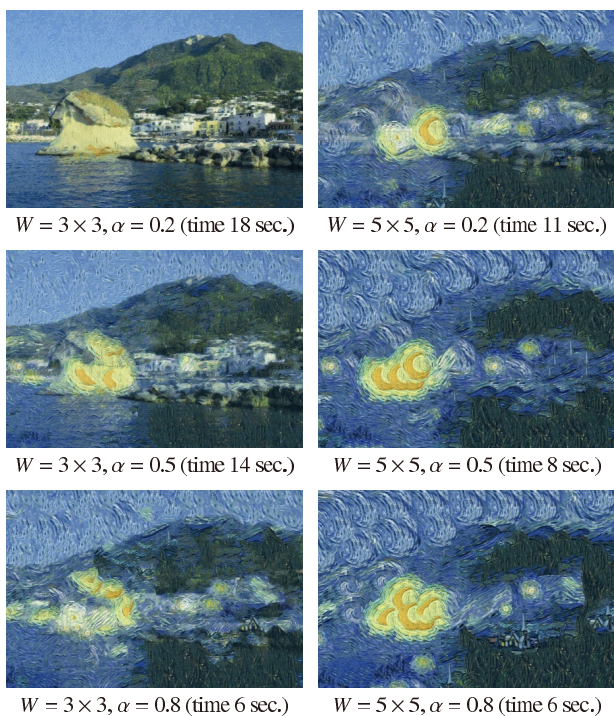 W = 3 × 3, α = 0.2 (time 18 sec.)
W = 5 × 5, α = 0.2 (time 11 sec.)
W = 3 × 3, α = 0.5 (time 14 sec.)
W = 5 × 5, α = 0.5 (time 8 sec.)
W = 3 × 3, α = 0.8 (time 6 sec.)
W = 5 × 5, α = 0.8 (time 6 sec.)